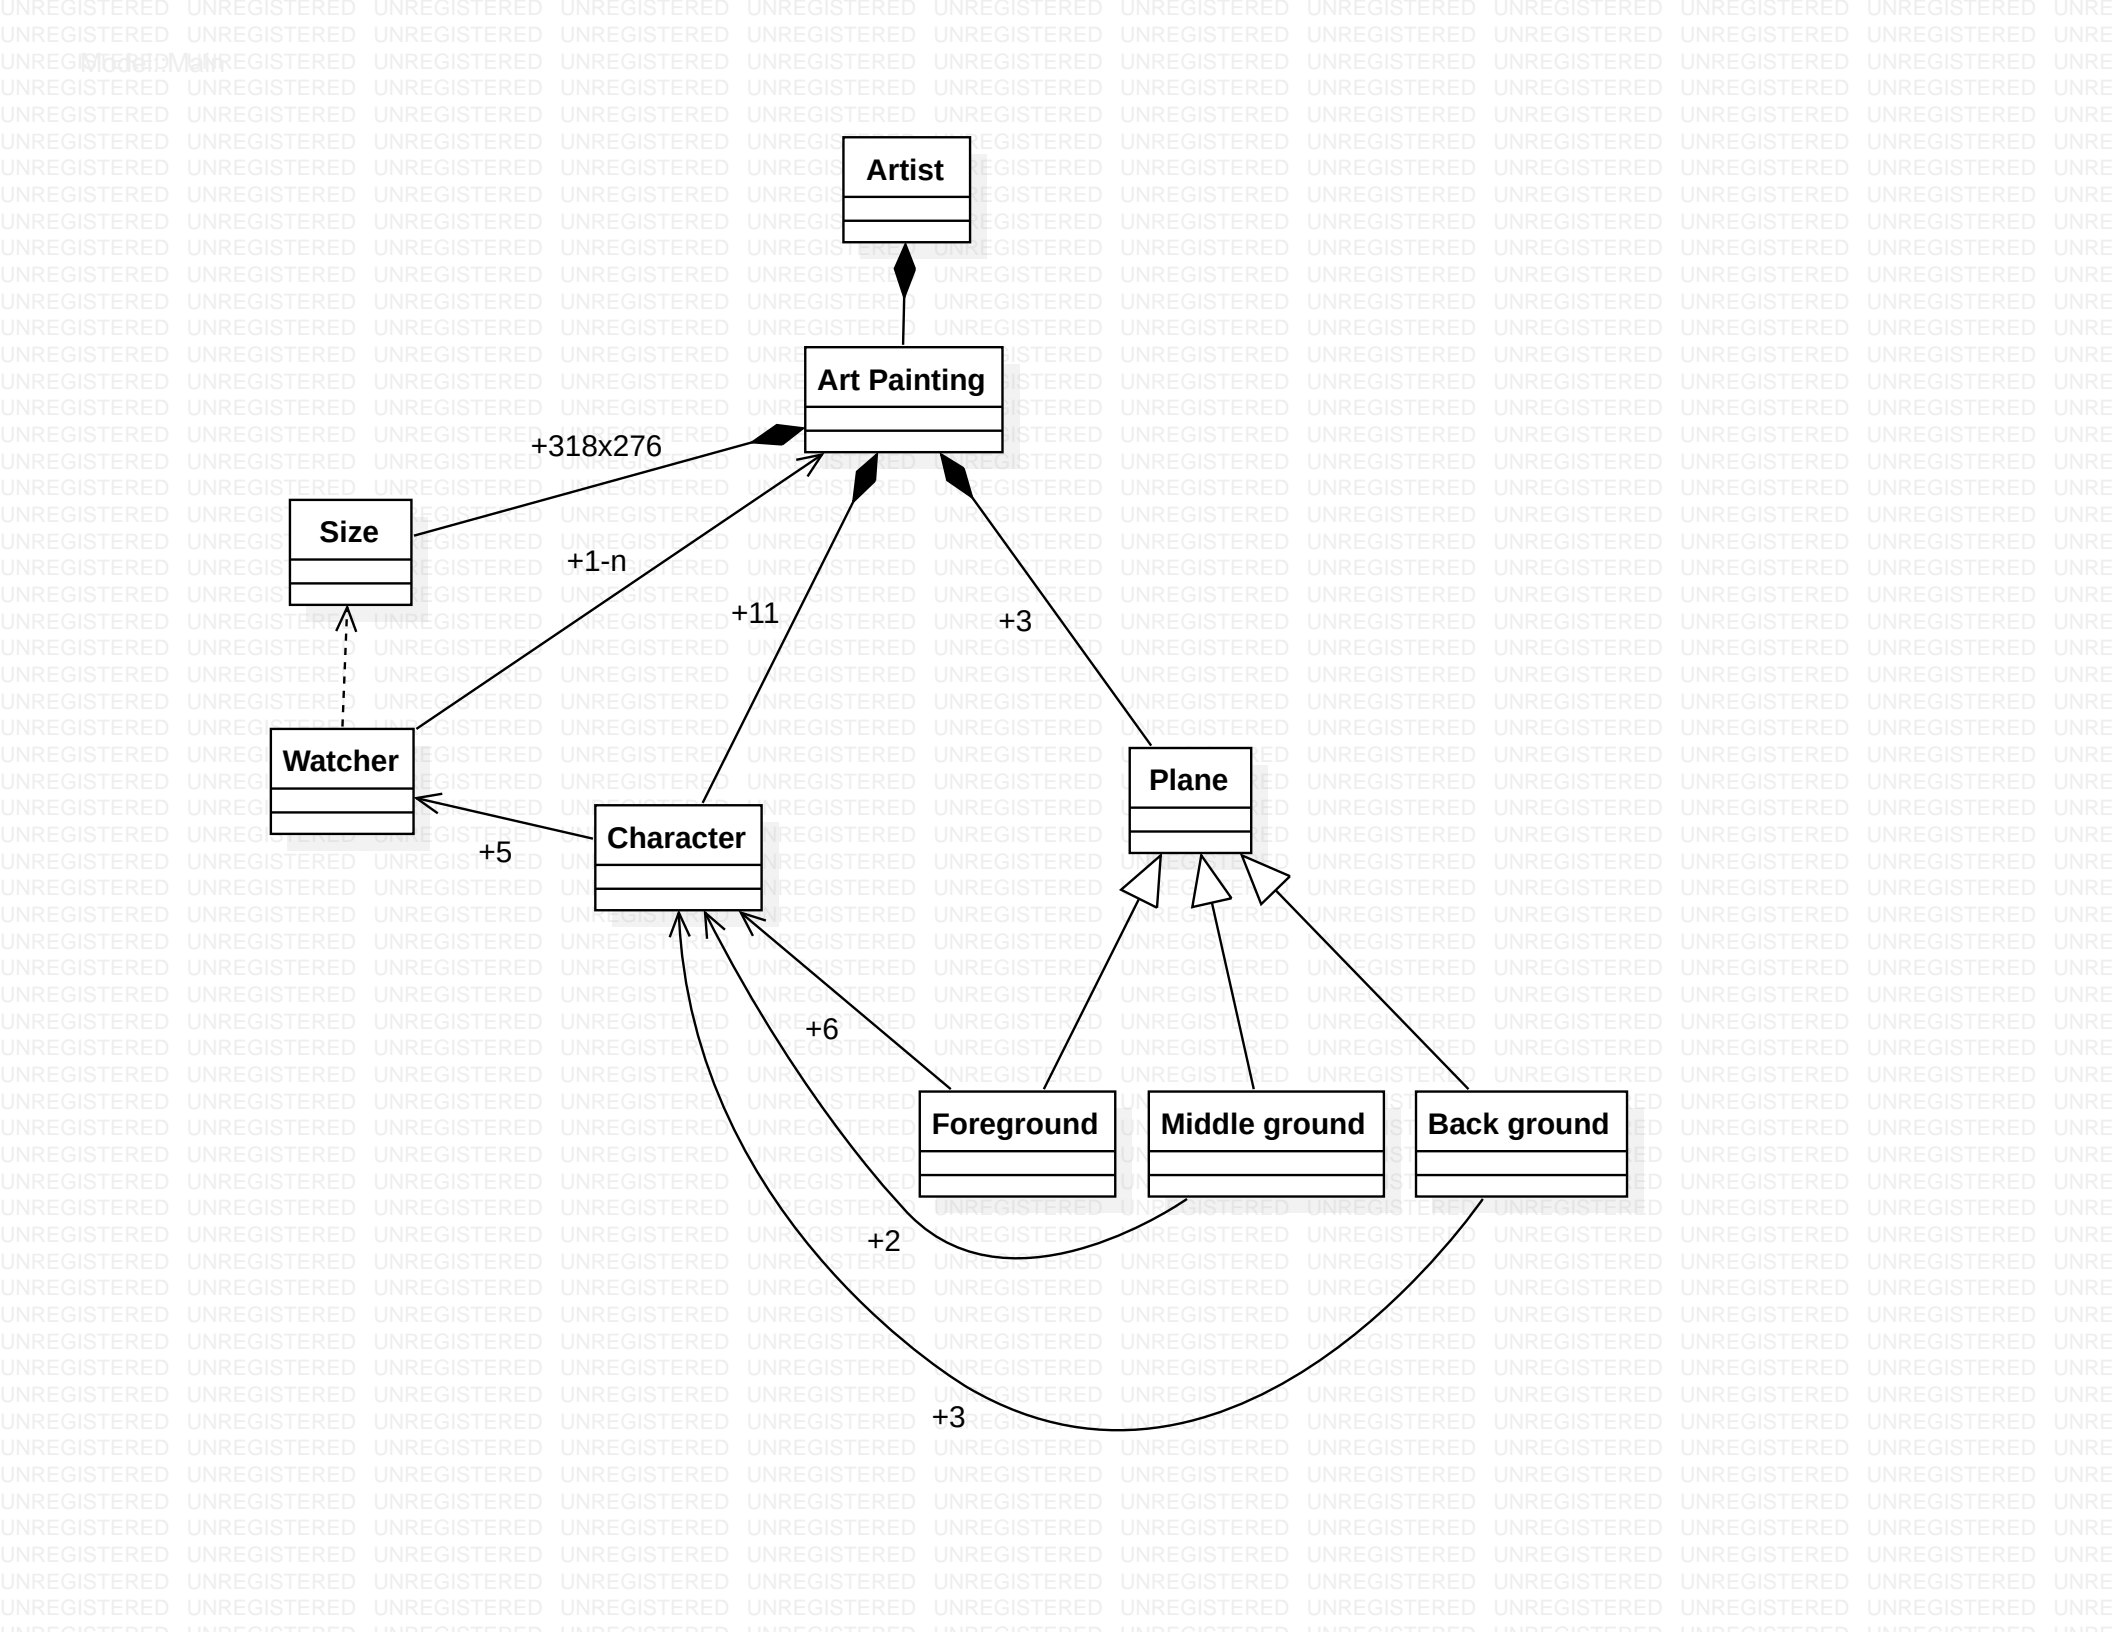 Model::Main
Artist
Art Painting
+318x276
Size
+1-n
+11
+3
Watcher
Plane
Character
+5
+6
Foreground
Middle ground
Back ground
+2
+3
UNREGISTERED